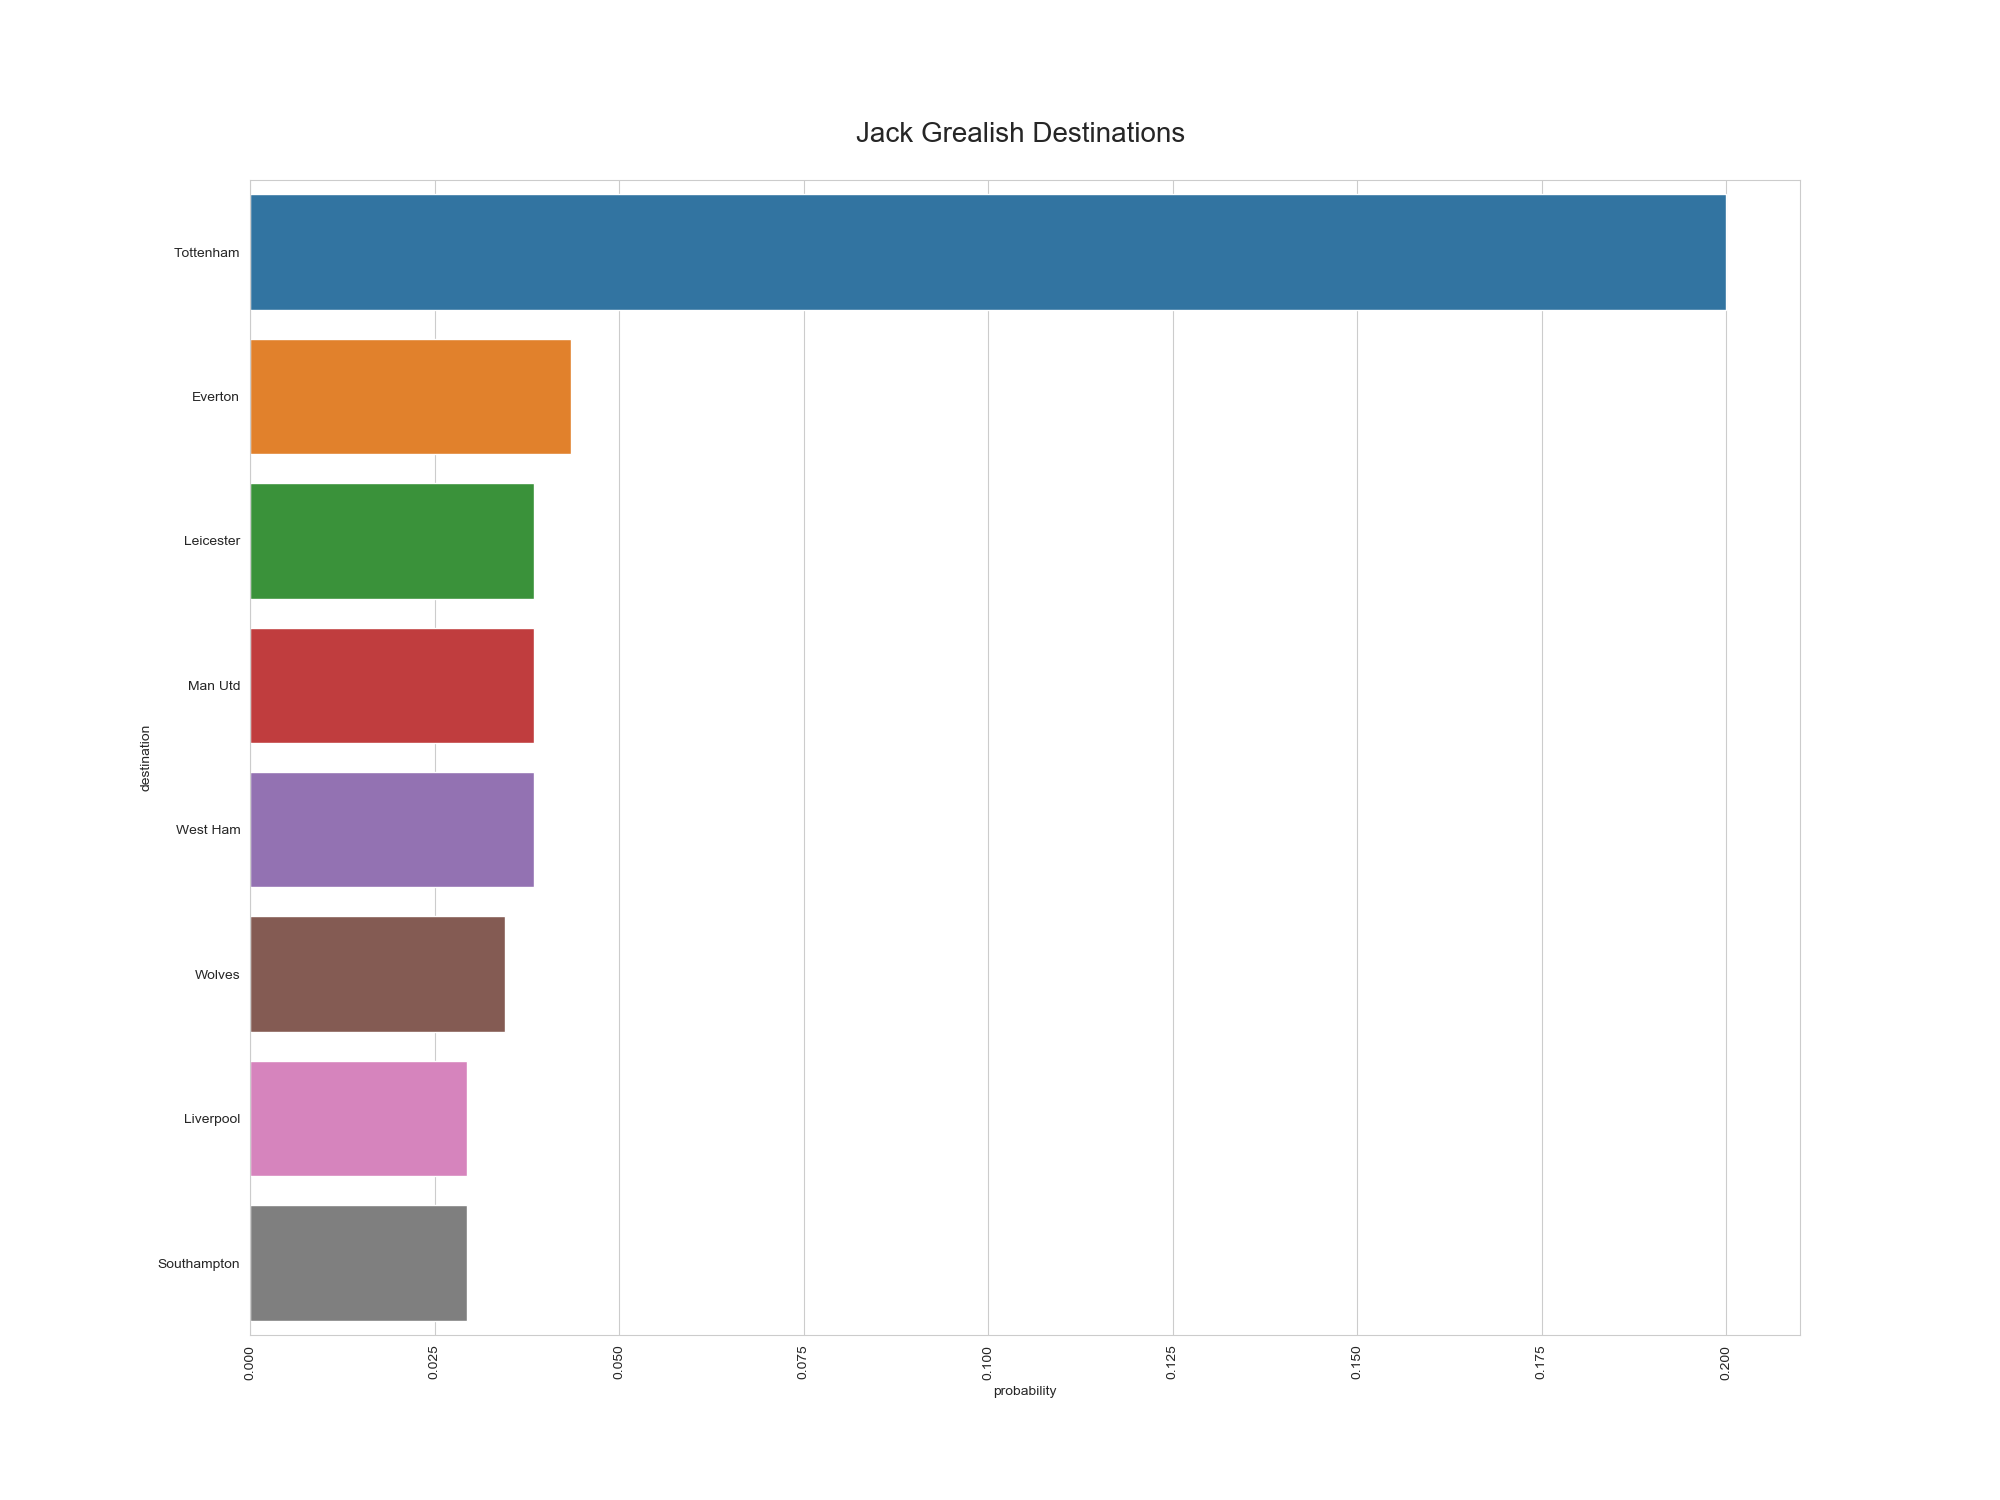 Jack Grealish Destinations
Tottenham
Everton
Leicester
Man Utd
West Ham
Wolves
Liverpool
Southampton
destination
0.000
0.025
0.050
0.075
0.100
0.125
0.150
0.175
0.200
probability